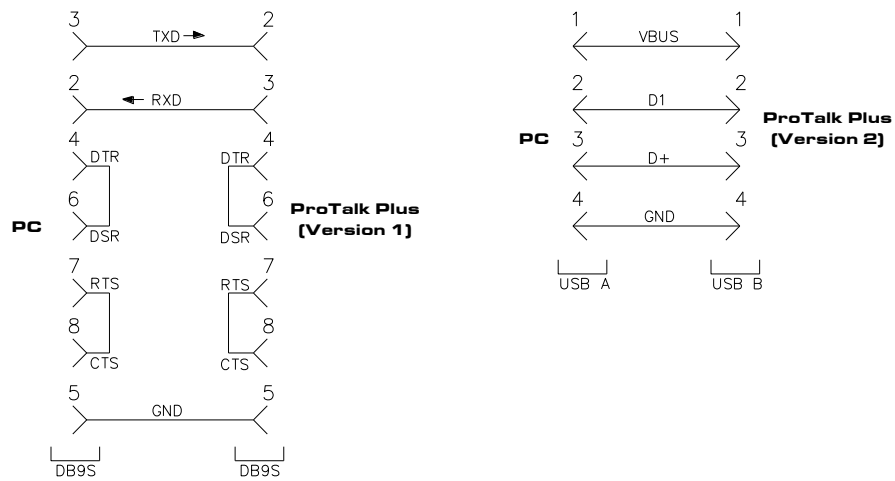 3 TXD 2
2 RXD 3
4 DTR DTR 4
6 DSR DSR 6
PC ProTalk Plus
(Version 1)
7 RTS RTS 7
8 CTS CTS 8
5 GND 5
DB9S DB9S
1 VBUS 1
2 D1 2
PC ProTalk Plus
(Version 2)
3 D+ 3
4 GND 4
USB A USB B